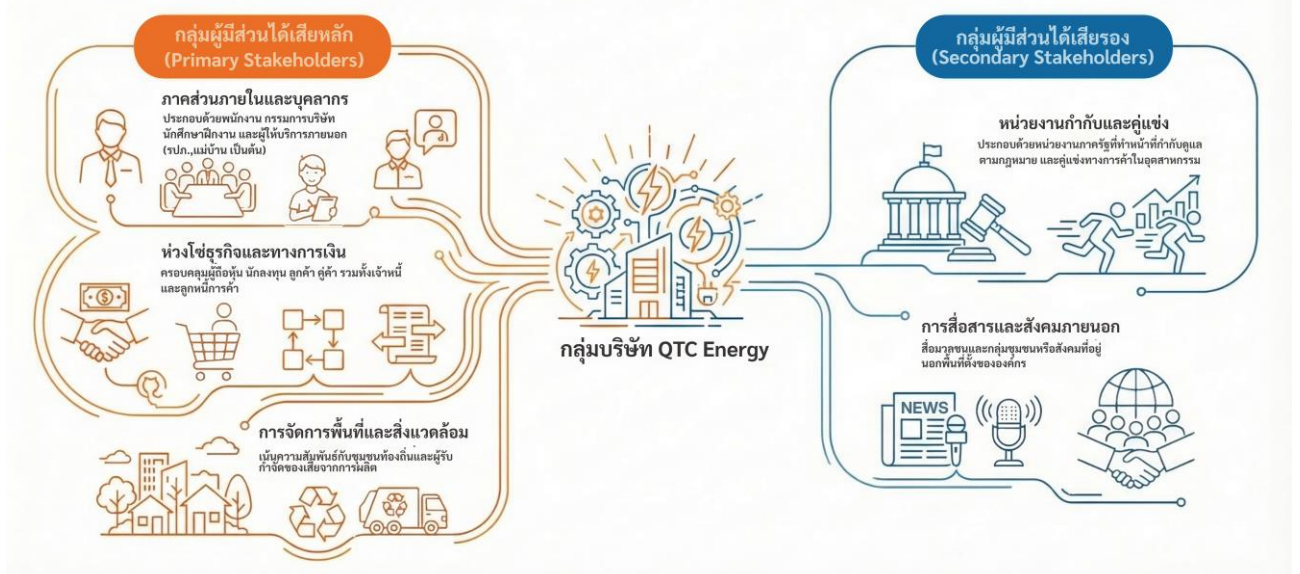 กลุ่มผู้มีส่วนได้เสียหลัก
(Primary Stakeholders)
ภาคส่วนภายในและบุคลากร
ประกอบด้วยพนักงาน กรรมการบริษัท
นักศึกษาฝึกงาน และผู้ให้บริการภายนอก
(รปภ.,แม่บ้าน เป็นต้น)
ห่วงโซ่ธุรกิจและทางการเงิน
ครอบคลุมผู้ถือหุ้น นักลงทุน ลูกค้า คู่ค้า รวมทั้งเจ้าหนี้
และลูกหนี้การค้า
การจัดการพื้นที่และสิ่งแวดล้อม
เน้นความสัมพันธ์กับชุมชนท้องถิ่นและผู้รับ
กำจัดของเสียจากการผลิต
กลุ่มบริษัท QTC Energy
กลุ่มผู้มีส่วนได้เสียรอง
(Secondary Stakeholders)
หน่วยงานกำกับและคู่แข่ง
ประกอบด้วยหน่วยงานภาครัฐที่ทำหน้าที่กำกับดูแล
ตามกฎหมาย และคู่แข่งทางการค้าในอุตสาหกรรม
การสื่อสารและสังคมภายนอก
สื่อมวลชนและกลุ่มชุมชนหรือสังคมที่อยู่
นอกพื้นที่ตั้งขององค์กร
NEWS